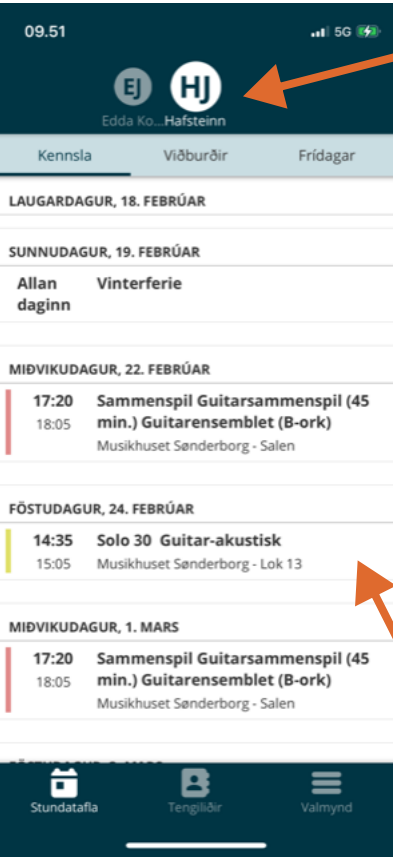 09.51 5G
EJ HJ
Edda Ko...Hafsteinn
Kennsla Viðburðir Frídagar
LAUGARDAGUR, 18. FEBRÚAR
SUNNUDAGUR, 19. FEBRÚAR
Allan Vinterferie
daginn
MIÐVIKUDAGUR, 22. FEBRÚAR
17:20 Sammenspil Guitarsammenspil (45
18:05 min.) Guitarensemblet (B-ork)
Musikhuset Sønderborg - Salen
FÖSTUDAGUR, 24. FEBRÚAR
14:35 Solo 30 Guitar-akustisk
15:05 Musikhuset Sønderborg - Lok 13
MIÐVIKUDAGUR, 1. MARS
17:20 Sammenspil Guitarsammenspil (45
18:05 min.) Guitarensemblet (B-ork)
Musikhuset Sønderborg - Salen
Stundatafla Tengiliðir Valmynd